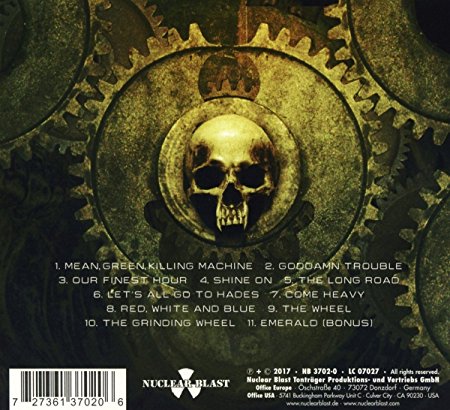 1. MEAN, GREEN, KILLING MACHINE 2. GODDAMN TROUBLE
3. OUR FINEST HOUR 4. SHINE ON 5. THE LONG ROAD
6. LET'S ALL GO TO HADES 7. COME HEAVY
8. RED, WHITE AND BLUE 9. THE WHEEL
10. THE GRINDING WHEEL 11. EMERALD (BONUS)
7 27361 37020 6
NUCLEAR BLAST
℗ + © 2017 • NB 3702-0 • LC 07027 • All rights reserved.
Nuclear Blast Tonträger Produktions- und Vertriebs GmbH
Office Europe • Öschstraße 40 • 73072 Donzdorf • Germany
Office USA • 5741 Buckingham Parkway Unit C • Culver City • CA 90230 • USA
www.nuclearblast.de • www.nuclearblast.com